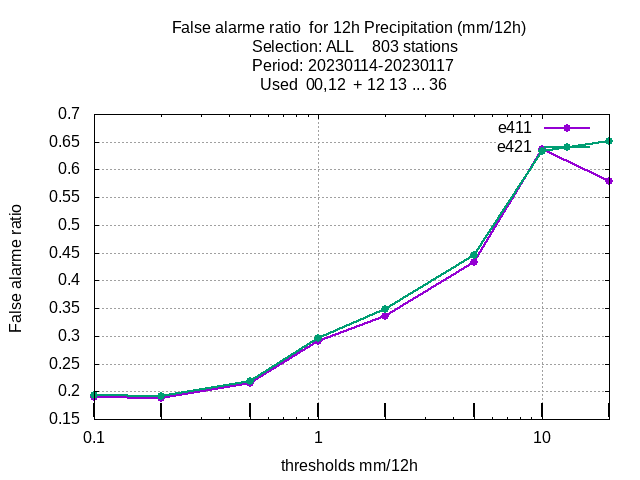 False alarme ratio  for 12h Precipitation (mm/12h)
Selection: ALL    803 stations
Period: 20230114-20230117
Used  00,12  + 12 13 ... 36
0.7
0.65
0.6
0.55
0.5
0.45
0.4
0.35
0.3
0.25
0.2
0.15
False alarme ratio
e411
e421
0.1
1
10
thresholds mm/12h